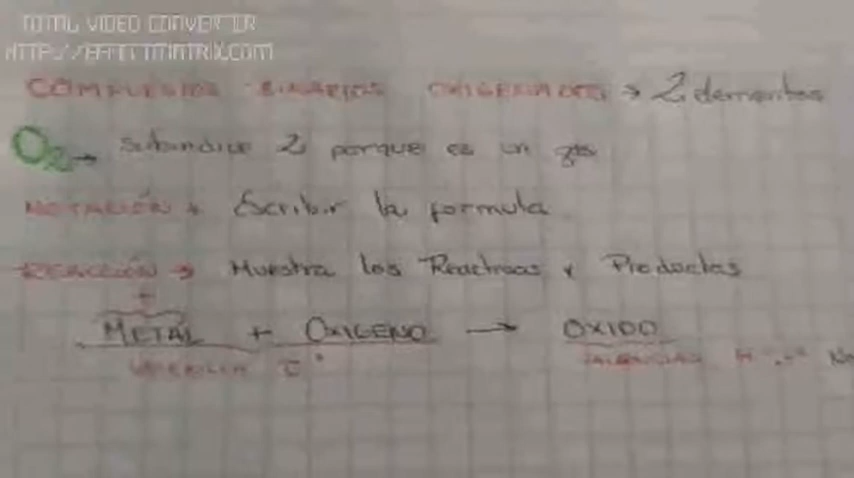 TOTAL VIDEO CONVERTER
HTTP://EFFECTMATRIX.COM
BINARIOS OXIGENADOS → 2 elementos
O2 → subindice 2 porque es un gas
NOTACIÓN → Escribir la formula
REACCIÓN → Muestra los Reactivos y Productos
METAL + OXIGENO → OXIDO